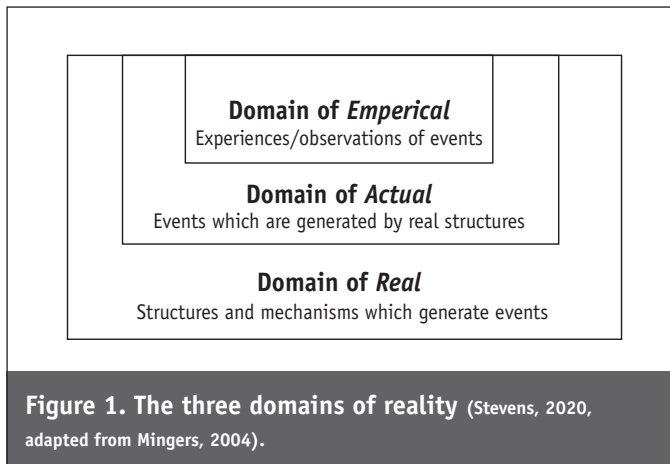 Domain of Emperical
Experiences/observations of events
Domain of Actual
Events which are generated by real structures
Domain of Real
Structures and mechanisms which generate events
Figure 1. The three domains of reality (Stevens, 2020,
adapted from Mingers, 2004).